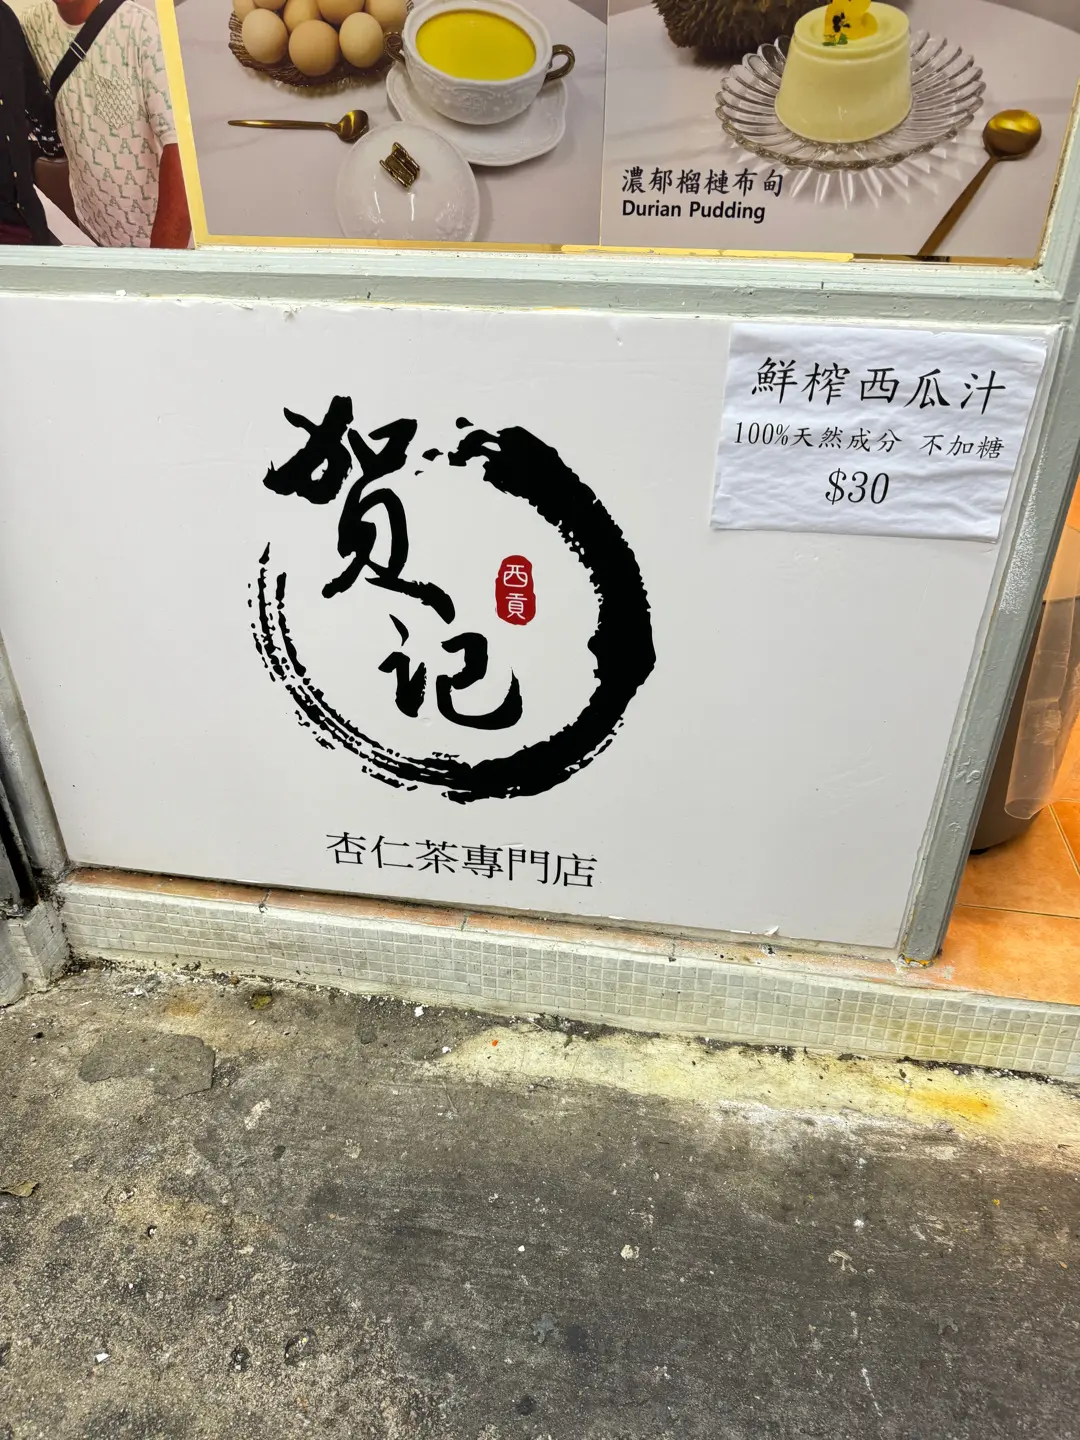 濃郁榴槤布甸
Durian Pudding
鮮榨西瓜汁
100%天然成分 不加糖
$30
贺
记
西
貢
杏仁茶專門店